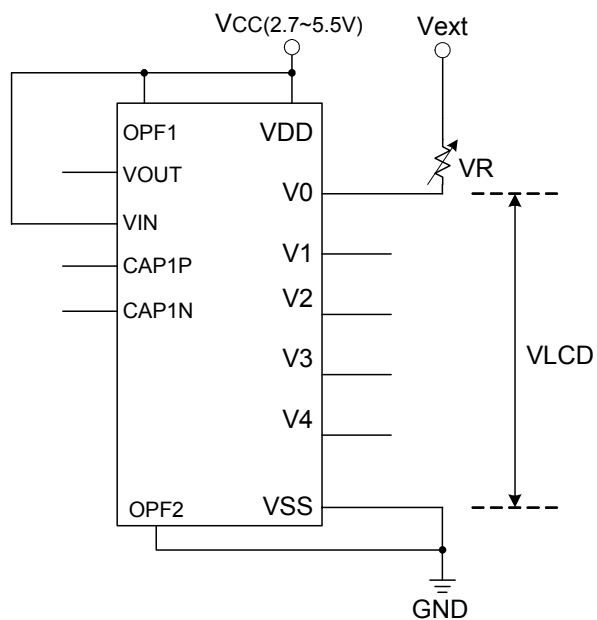 VCC(2.7~5.5V)
Vext
OPF1
VDD
VOUT
VR
V0
VIN
V1
CAP1P
V2
CAP1N
V3
VLCD
V4
OPF2
VSS
GND